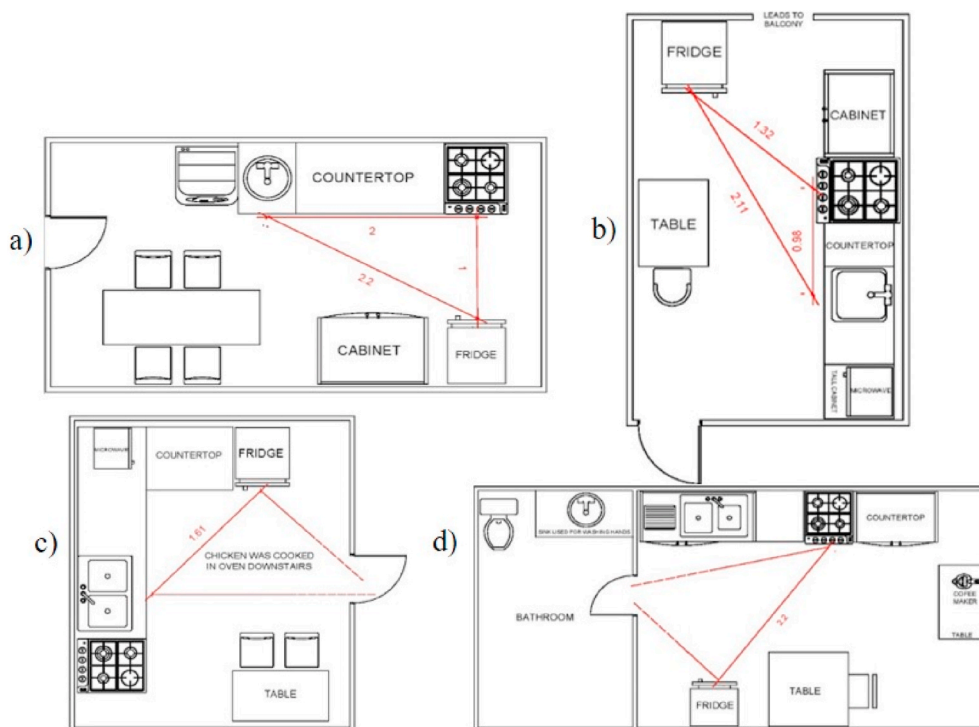 a)
COUNTERTOP
2
2.2
1
CABINET
FRIDGE
b)
LEADS TO
BALCONY
FRIDGE
CABINET
1.32
2.11
0.98
TABLE
COUNTERTOP
TALL CABINET
MICROWAVE
c)
MICROWAVE
COUNTERTOP
FRIDGE
1.61
CHICKEN WAS COOKED
IN OVEN DOWNSTAIRS
TABLE
d)
SINK USED FOR WASHING HANDS
COUNTERTOP
BATHROOM
2.2
COFEE
MAKER
TABLE
FRIDGE
TABLE